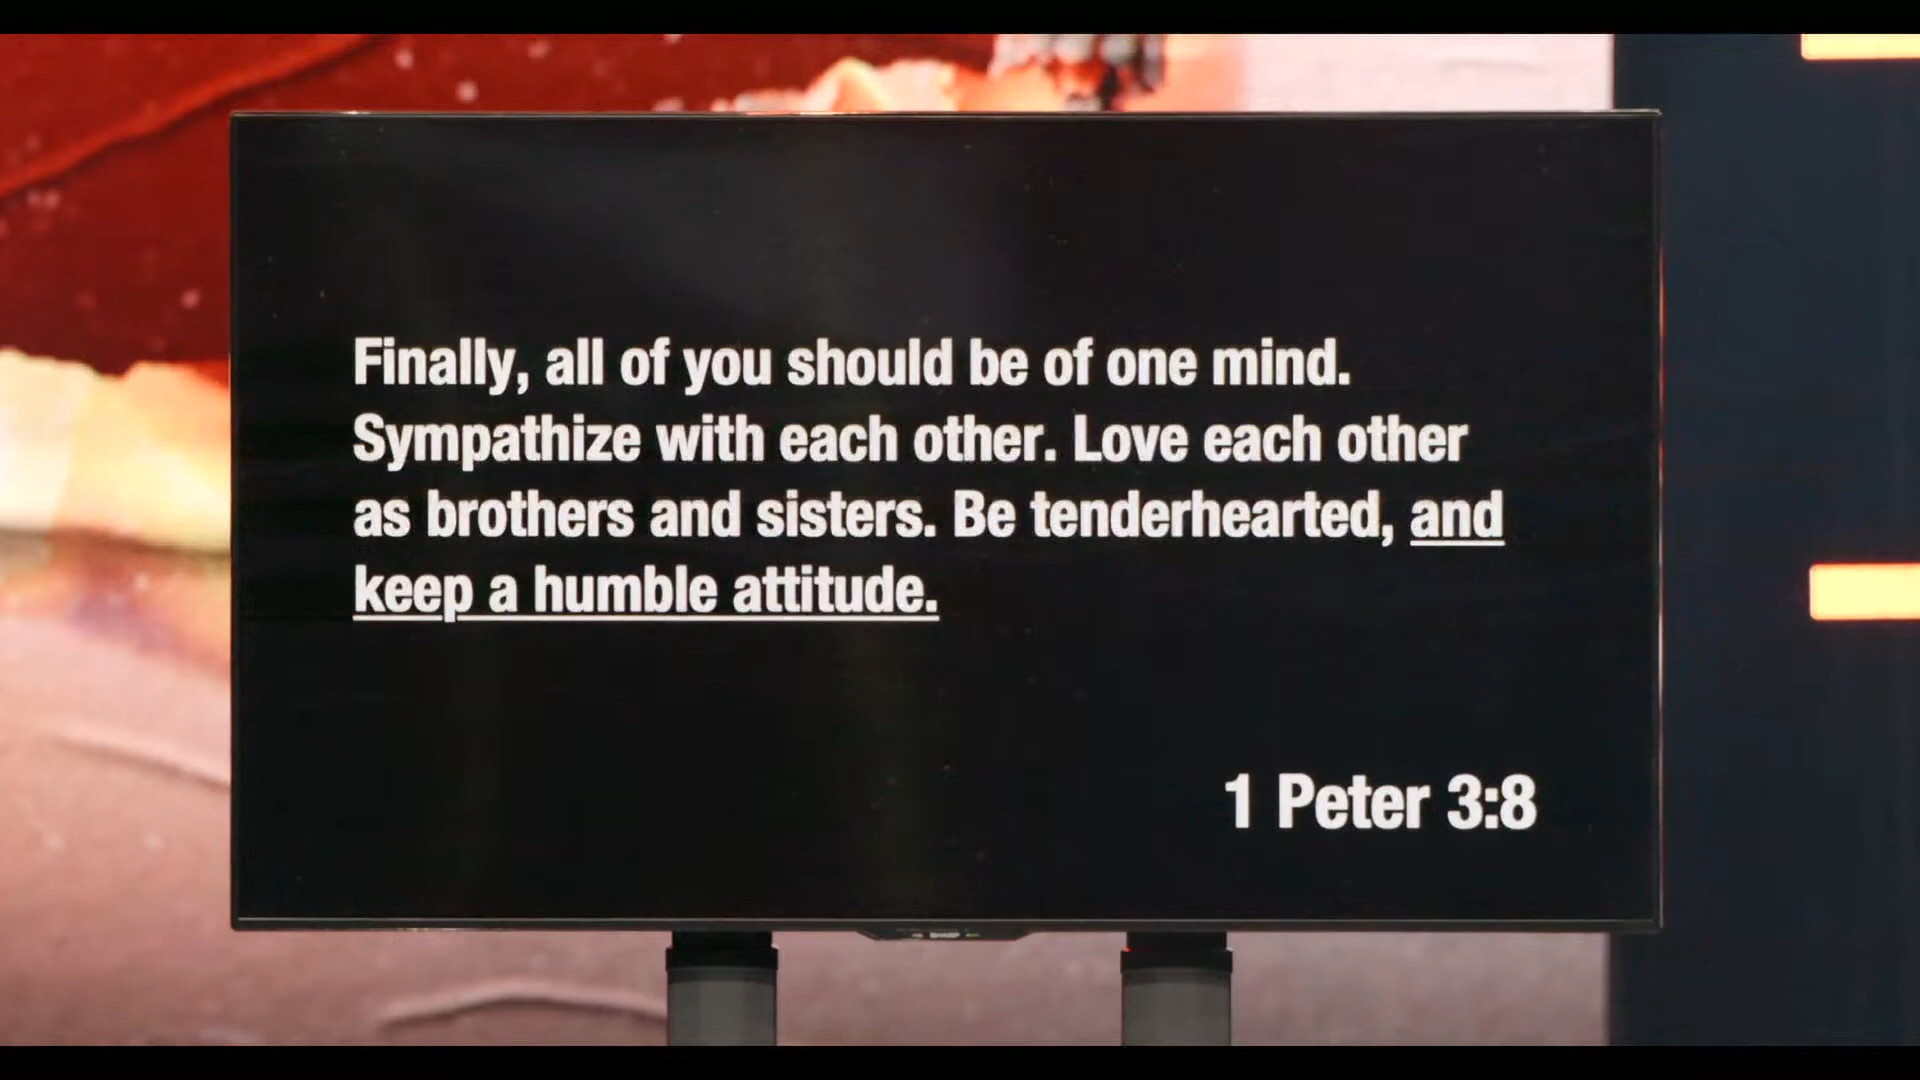 Finally, all of you should be of one mind.
Sympathize with each other. Love each other
as brothers and sisters. Be tenderhearted, and
keep a humble attitude.
1 Peter 3:8